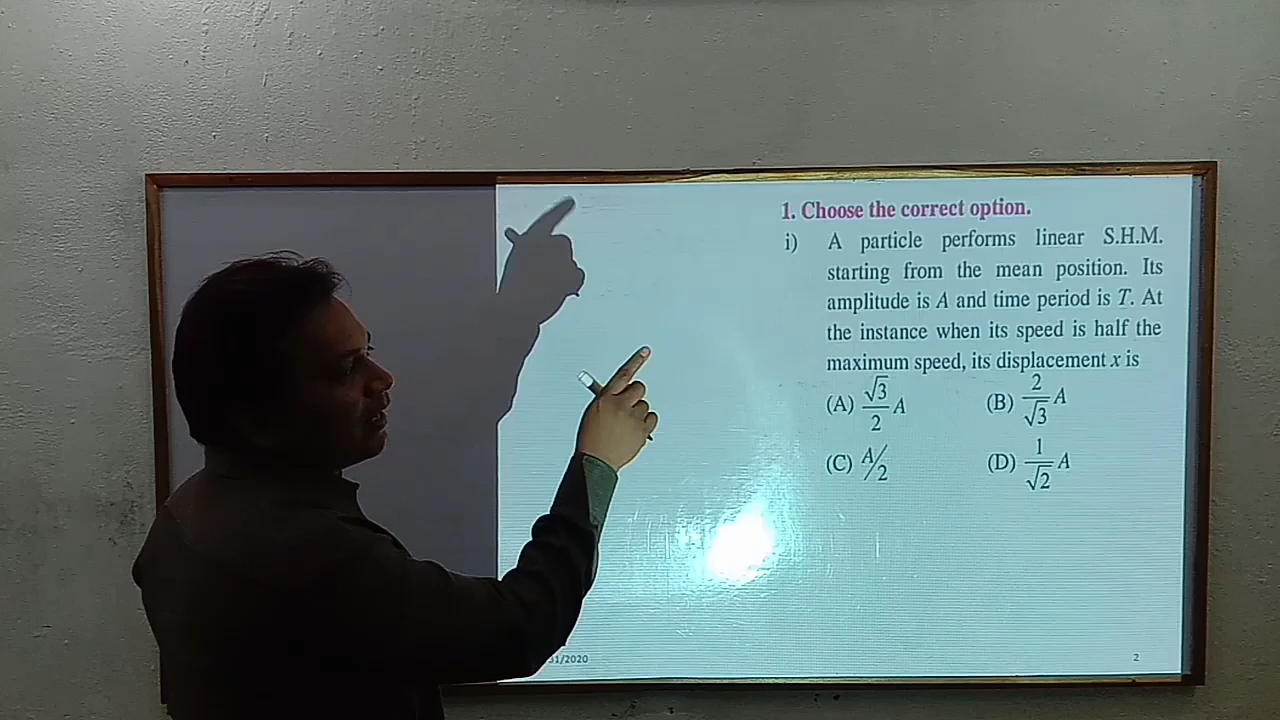 1. Choose the correct option.
i) A particle performs linear S.H.M.
starting from the mean position. Its
amplitude is A and time period is T. At
the instance when its speed is half the
maximum speed, its displacement x is
(A) √3/2 A (B) 2/√3 A
(C) A/2 (D) 1/√2 A
31/2020 2